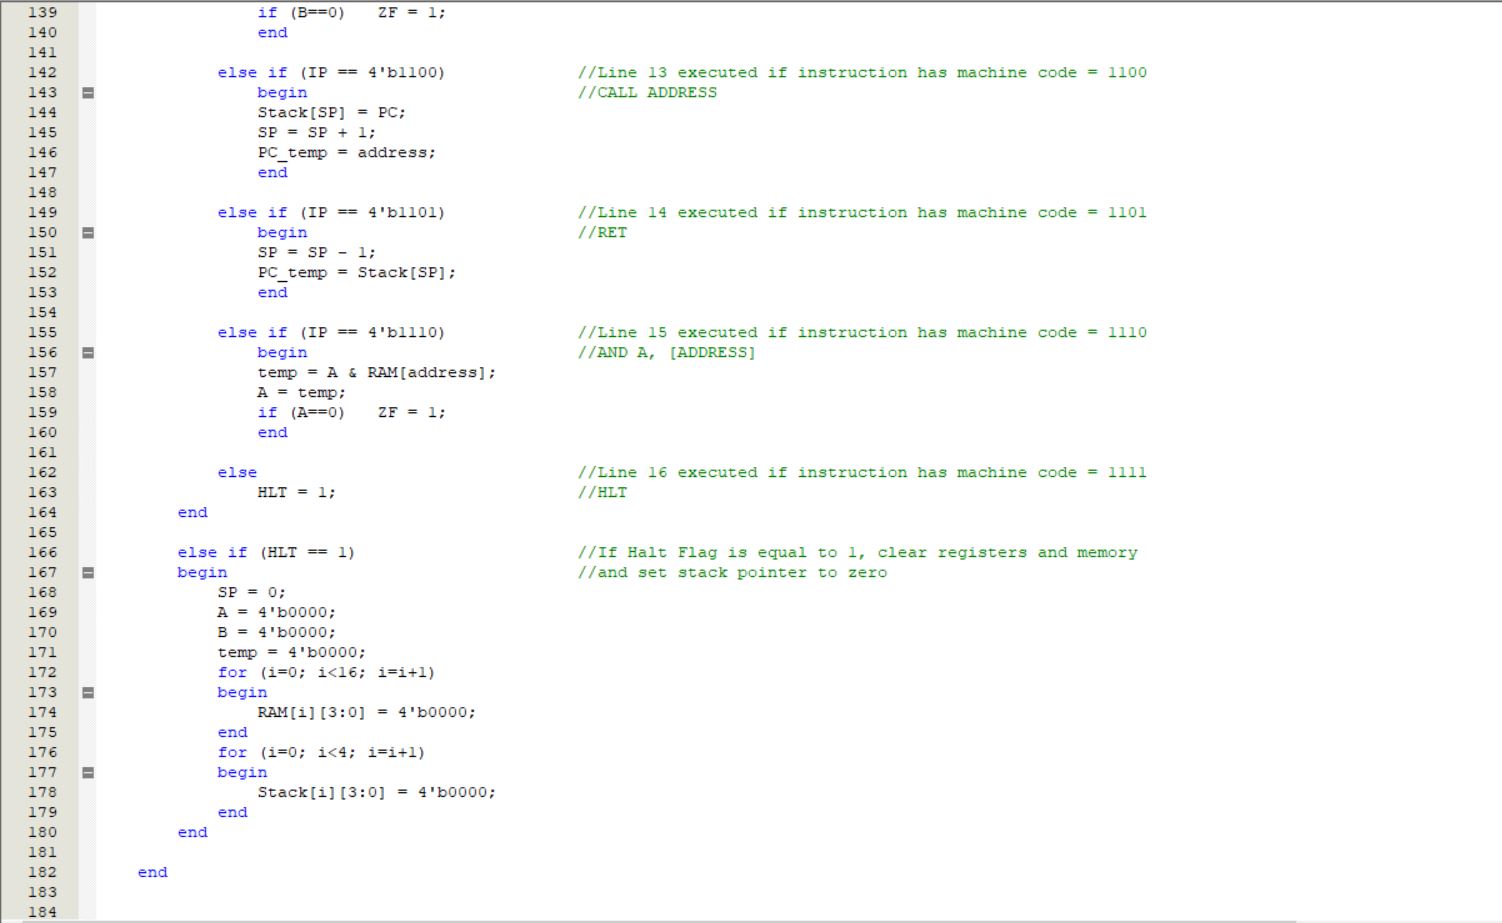 139 if (B==0) ZF = 1;
140 end
141
142 else if (IP == 4'b1100) //Line 13 executed if instruction has machine code = 1100
143 begin //CALL ADDRESS
144 Stack[SP] = PC;
145 SP = SP + 1;
146 PC_temp = address;
147 end
148
149 else if (IP == 4'b1101) //Line 14 executed if instruction has machine code = 1101
150 begin //RET
151 SP = SP - 1;
152 PC_temp = Stack[SP];
153 end
154
155 else if (IP == 4'b1110) //Line 15 executed if instruction has machine code = 1110
156 begin //AND A, [ADDRESS]
157 temp = A & RAM[address];
158 A = temp;
159 if (A==0) ZF = 1;
160 end
161
162 else //Line 16 executed if instruction has machine code = 1111
163 HLT = 1; //HLT
164 end
165
166 else if (HLT == 1) //If Halt Flag is equal to 1, clear registers and memory
167 begin //and set stack pointer to zero
168 SP = 0;
169 A = 4'b0000;
170 B = 4'b0000;
171 temp = 4'b0000;
172 for (i=0; i<16; i=i+1)
173 begin
174 RAM[i][3:0] = 4'b0000;
175 end
176 for (i=0; i<4; i=i+1)
177 begin
178 Stack[i][3:0] = 4'b0000;
179 end
180 end
181
182 end
183
184